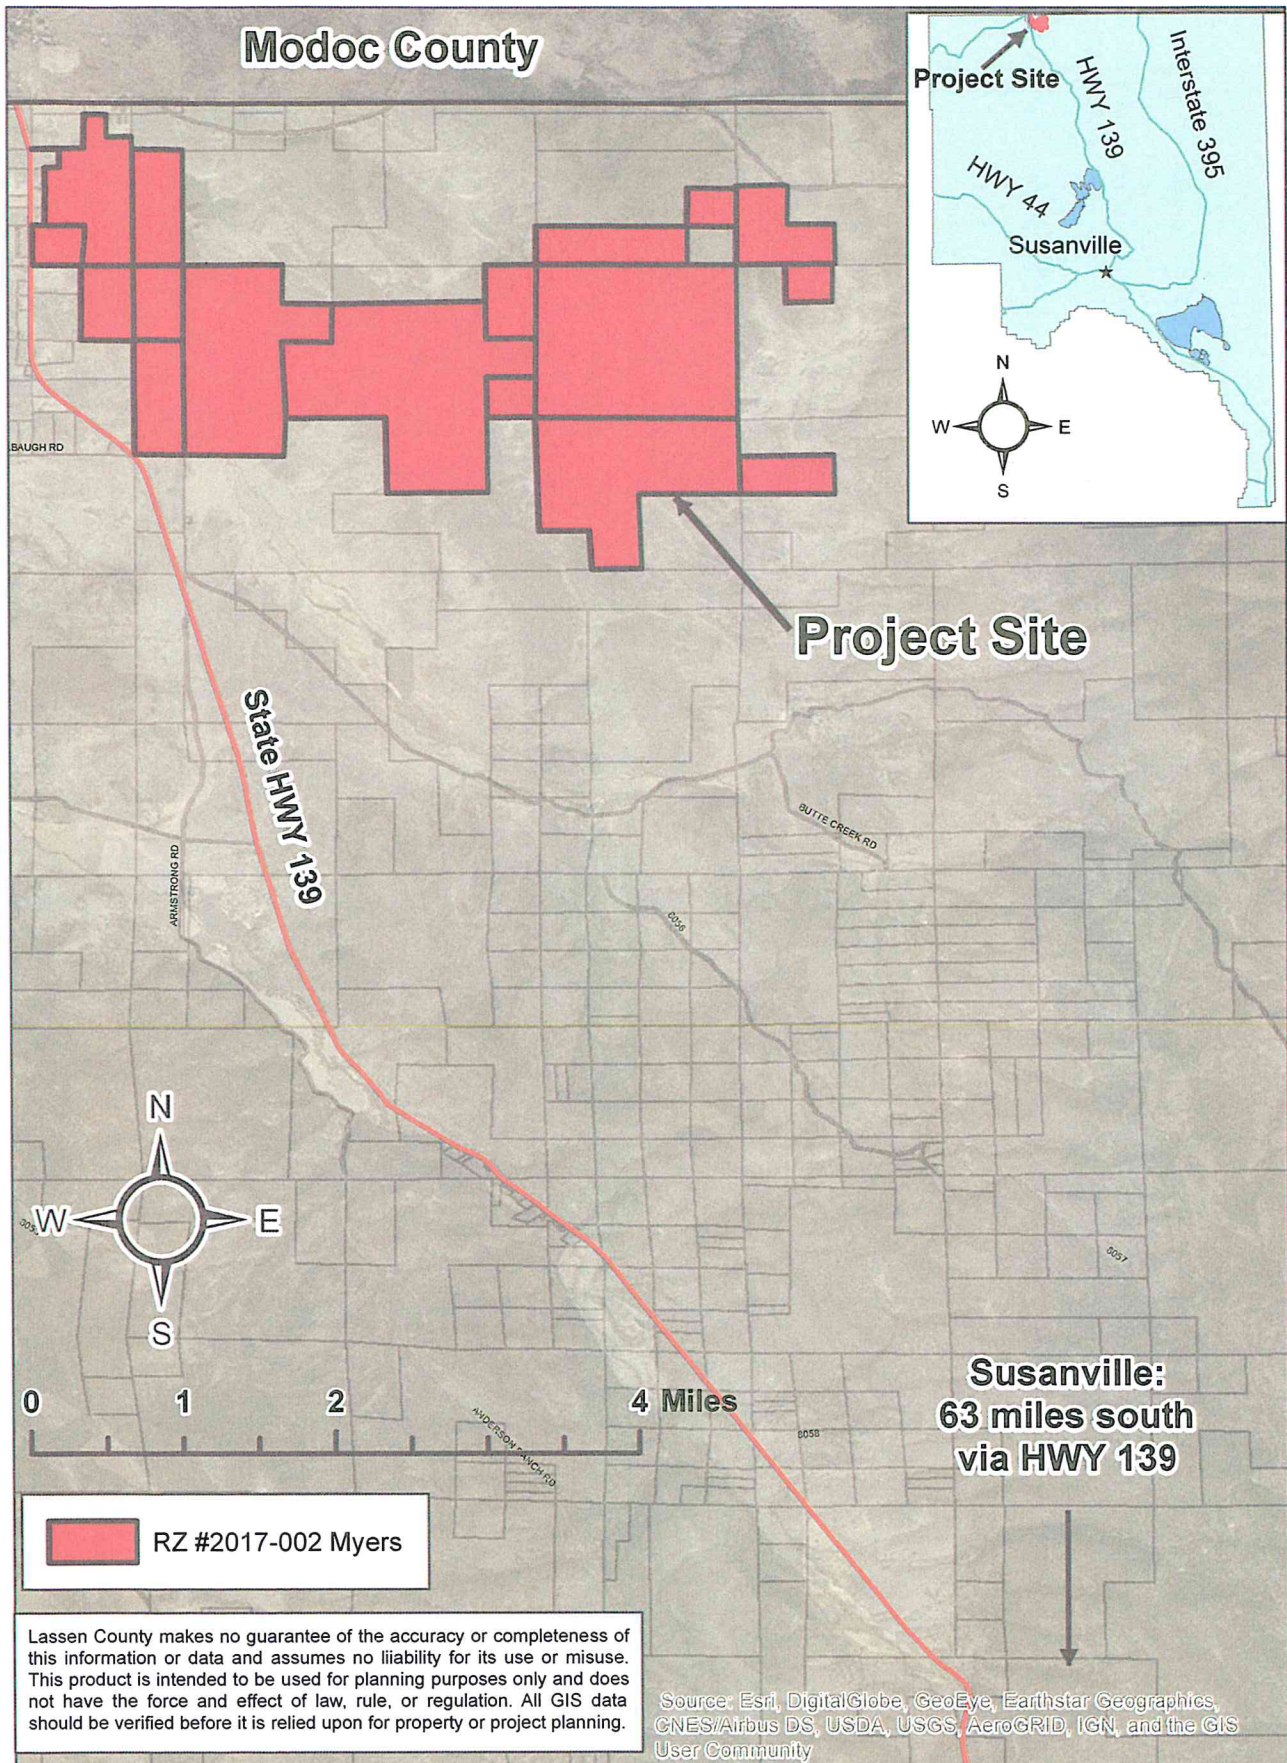 Modoc County
Project Site
HWY 139
Interstate 395
HWY 44
Susanville
N
W
E
S
BAUGH RD
Project Site
State HWY 139
BUTTE CREEK RD
ARMSTRONG RD
8056
N
W
E
S
8057
0
1
2
4 Miles
ANDERSON RANCH RD
8058
Susanville:
63 miles south
via HWY 139
RZ #2017-002 Myers
Lassen County makes no guarantee of the accuracy or completeness of
this information or data and assumes no liiability for its use or misuse.
This product is intended to be used for planning purposes only and does
not have the force and effect of law, rule, or regulation. All GIS data
should be verified before it is relied upon for property or project planning.
Source: Esri, DigitalGlobe, GeoEye, Earthstar Geographics,
CNES/Airbus DS, USDA, USGS, AeroGRID, IGN, and the GIS
User Community